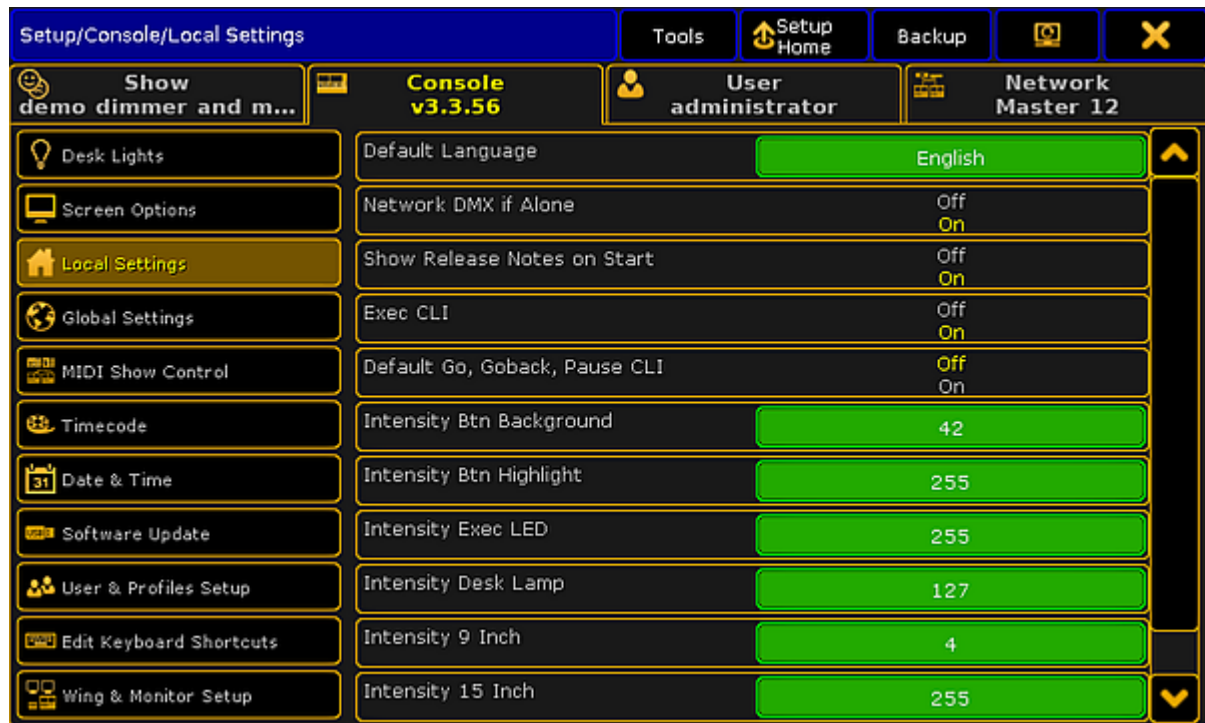 Setup/Console/Local Settings
Tools
Setup
Home
Backup
Show
demo dimmer and m...
Console
v3.3.56
User
administrator
Network
Master 12
Desk Lights
Screen Options
Local Settings
Global Settings
MIDI Show Control
Timecode
31
Date & Time
Software Update
User & Profiles Setup
Edit Keyboard Shortcuts
Wing & Monitor Setup
Default Language
English
Network DMX if Alone
Off
On
Show Release Notes on Start
Off
On
Exec CLI
Off
On
Default Go, Goback, Pause CLI
Off
On
Intensity Btn Background
42
Intensity Btn Highlight
255
Intensity Exec LED
255
Intensity Desk Lamp
127
Intensity 9 Inch
4
Intensity 15 Inch
255